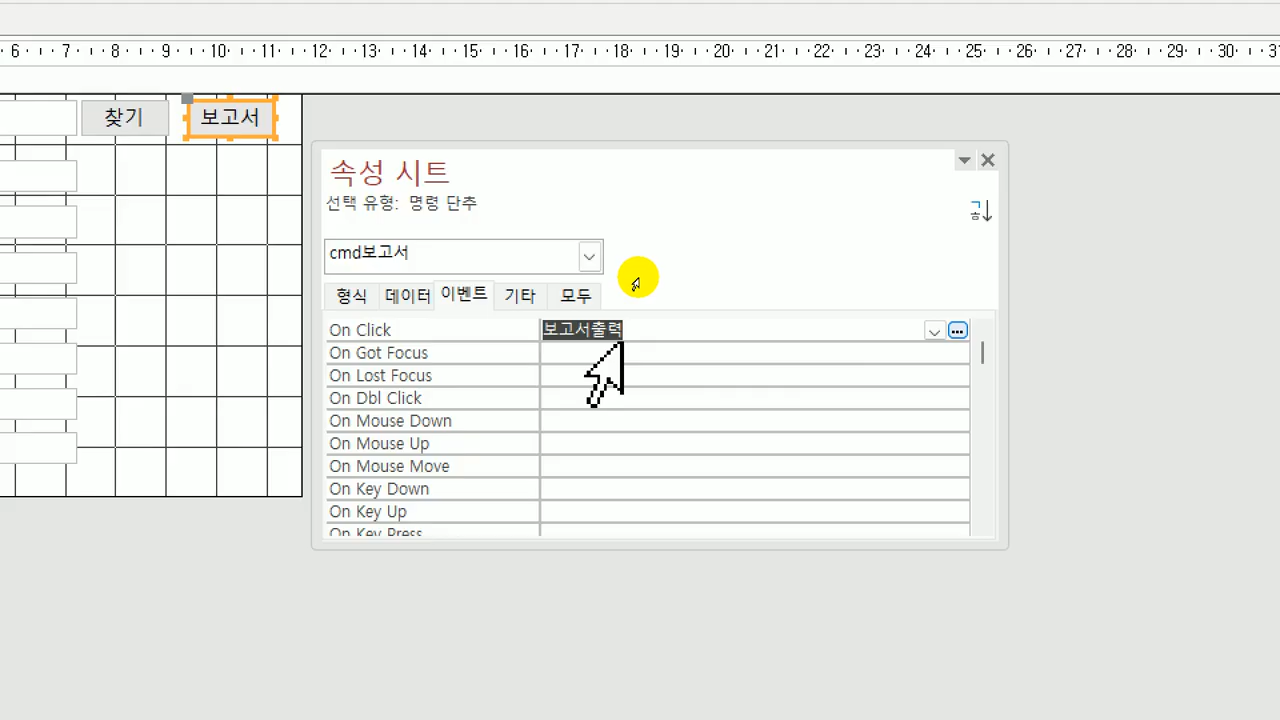 6 7 8 9 10 11 12 13 14 15 16 17 18 19 20 21 22 23 24 25 26 27 28 29 30 31
찾기 보고서
속성 시트
선택 유형: 명령 단추
cmd보고서
형식 데이터 이벤트 기타 모두
On Click 보고서출력
On Got Focus
On Lost Focus
On Dbl Click
On Mouse Down
On Mouse Up
On Mouse Move
On Key Down
On Key Up
On Key Press